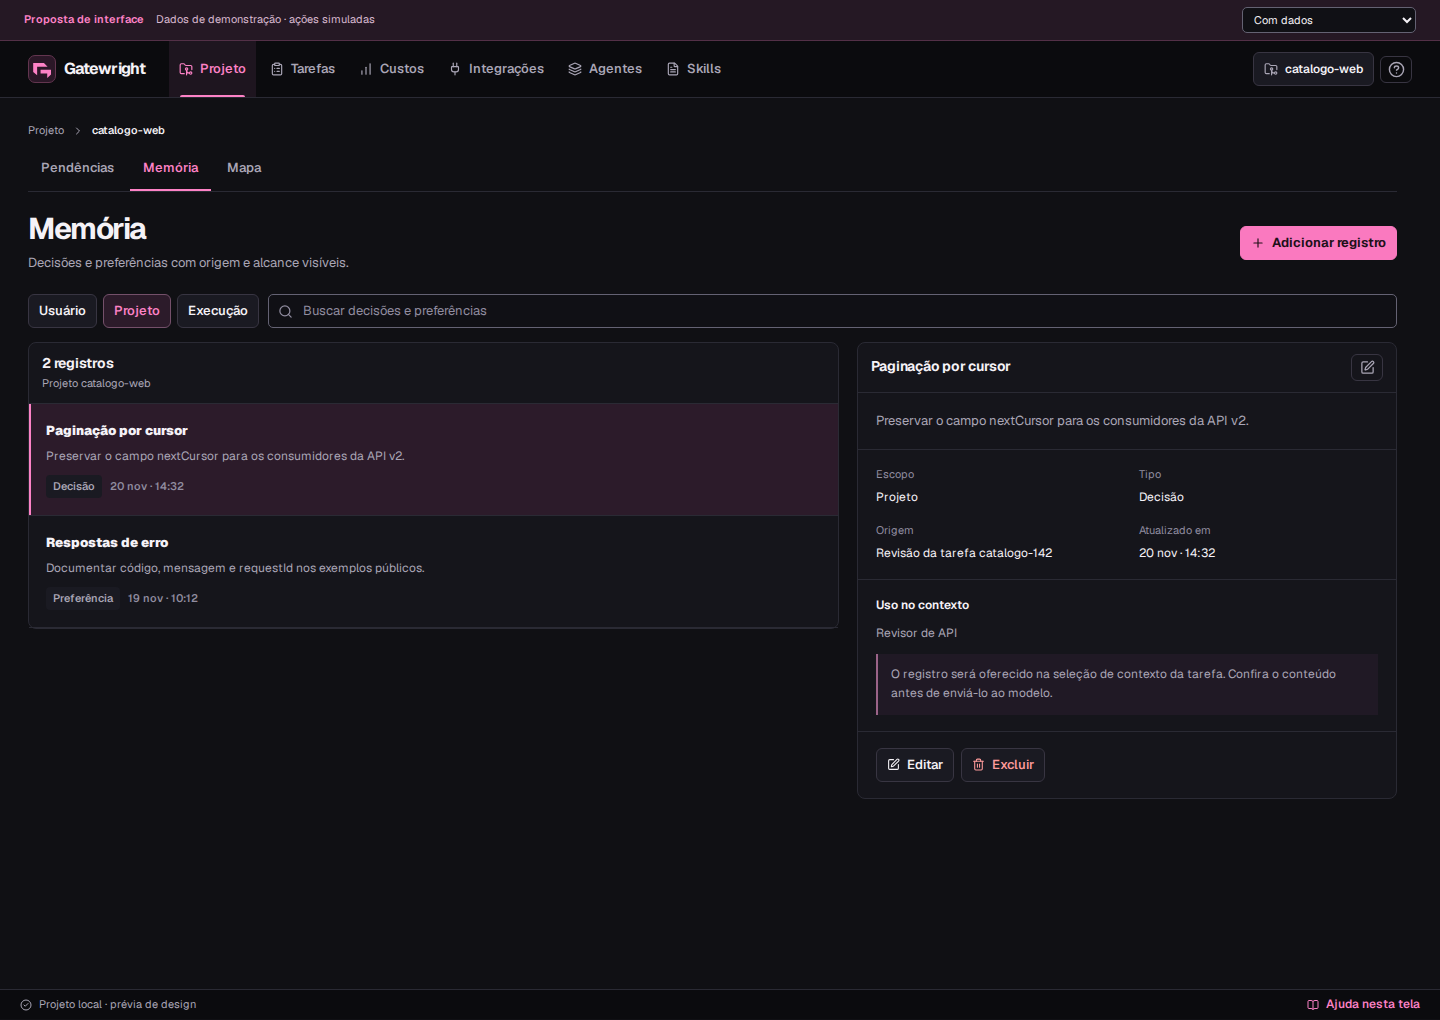 Proposta de interface Dados de demonstração · ações simuladas Com dados
Gatewright Projeto Tarefas Custos Integrações Agentes Skills catalogo-web
Projeto catalogo-web
Pendências Memória Mapa
Memória
Decisões e preferências com origem e alcance visíveis.
Adicionar registro
Usuário Projeto Execução Buscar decisões e preferências
2 registros
Projeto catalogo-web
Paginação por cursor
Preservar o campo nextCursor para os consumidores da API v2.
Decisão 20 nov · 14:32
Respostas de erro
Documentar código, mensagem e requestId nos exemplos públicos.
Preferência 19 nov · 10:12
Paginação por cursor
Preservar o campo nextCursor para os consumidores da API v2.
Escopo Tipo
Projeto Decisão
Origem Atualizado em
Revisão da tarefa catalogo-142 20 nov · 14:32
Uso no contexto
Revisor de API
O registro será oferecido na seleção de contexto da tarefa. Confira o conteúdo
antes de enviá-lo ao modelo.
Editar Excluir
Projeto local · prévia de design Ajuda nesta tela